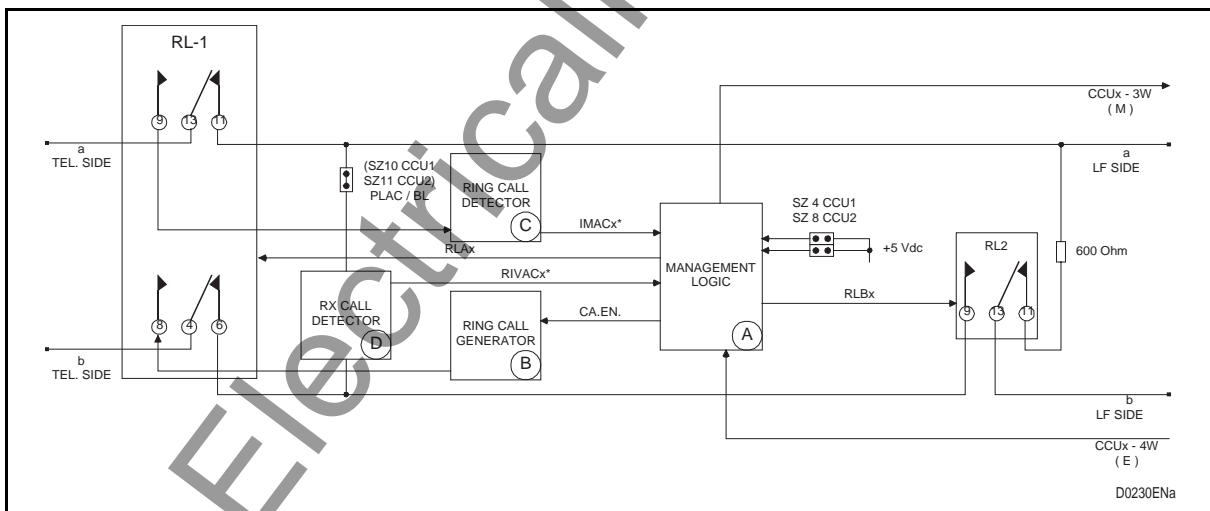 RL-1
9
13
11
a
TEL. SIDE
(SZ10 CCU1
SZ11 CCU2)
PLAC / BL
RING CALL
DETECTOR
C
IMACx*
RLAx
RIVACx*
RX CALL
DETECTOR
D
CA.EN.
RING CALL
GENERATOR
B
8
4
6
b
TEL. SIDE
MANAGEMENT
LOGIC
A
SZ 4 CCU1
SZ 8 CCU2
+5 Vdc
RLBx
RL2
9
13
11
600 Ohm
CCUx - 3W
( M )
a
LF SIDE
b
LF SIDE
CCUx - 4W
( E )
D0230ENa
Electrical